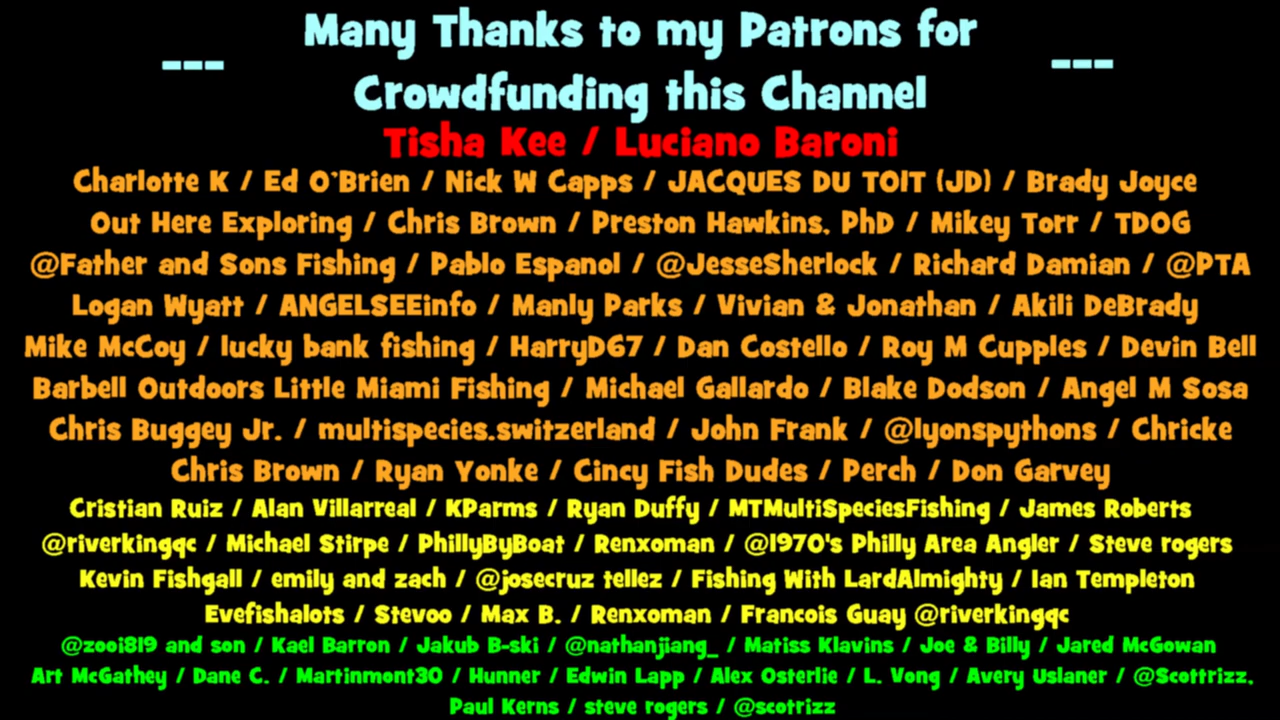 Many Thanks to my Patrons for
--- ---
Crowdfunding this Channel
Tisha Kee / Luciano Baroni
Charlotte K / Ed O'Brien / Nick W Capps / JACQUES DU TOIT (JD) / Brady Joyce
Out Here Exploring / Chris Brown / Preston Hawkins, PhD / Mikey Torr / TDOG
@Father and Sons Fishing / Pablo Espanol / @JesseSherlock / Richard Damian / @PTA
Logan Wyatt / ANGELSEEinfo / Manly Parks / Vivian & Jonathan / Akili DeBrady
Mike McCoy / lucky bank fishing / HarryD67 / Dan Costello / Roy M Cupples / Devin Bell
Barbell Outdoors Little Miami Fishing / Michael Gallardo / Blake Dodson / Angel M Sosa
Chris Buggey Jr. / multispecies.switzerland / John Frank / @lyonspythons / Chricke
Chris Brown / Ryan Yonke / Cincy Fish Dudes / Perch / Don Garvey
Cristian Ruiz / Alan Villarreal / KParms / Ryan Duffy / MTMultiSpeciesFishing / James Roberts
@riverkingqc / Michael Stirpe / PhillyByBoat / Renxoman / @1970's Philly Area Angler / Steve rogers
Kevin Fishgall / emily and zach / @josecruz tellez / Fishing With LardAlmighty / Ian Templeton
Evefishalots / Stevoo / Max B. / Renxoman / Francois Guay @riverkingqc
@zooi819 and son / Kael Barron / Jakub B-ski / @nathanjiang_ / Matiss Klavins / Joe & Billy / Jared McGowan
Art McGathey / Dane C. / Martinmont30 / Hunner / Edwin Lapp / Alex Osterlie / L. Vong / Avery Uslaner / @Scottrizz,
Paul Kerns / steve rogers / @scotrizz